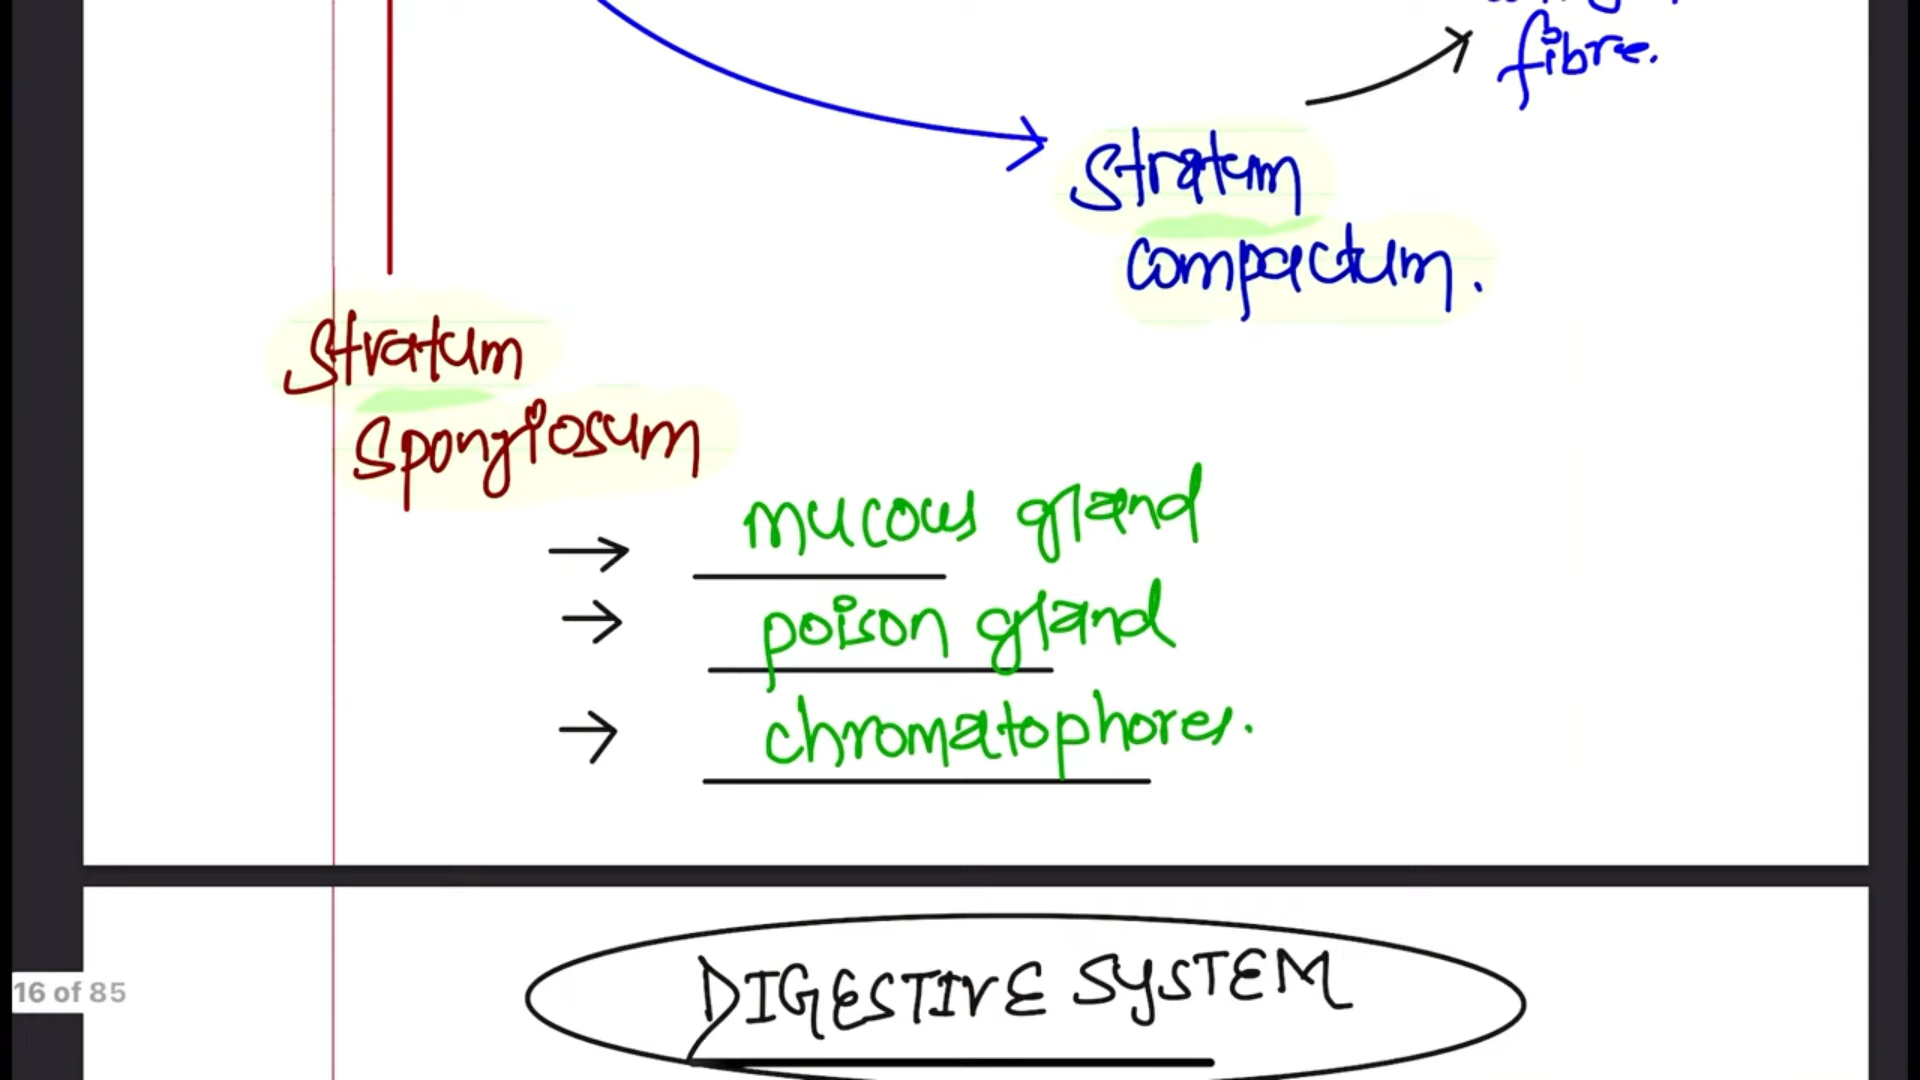 fibre.
Stratum
compactum.
Stratum
Spongiosum
→ mucous gland
→ poison gland
→ chromatophores.
16 of 85
DIGESTIVE SYSTEM